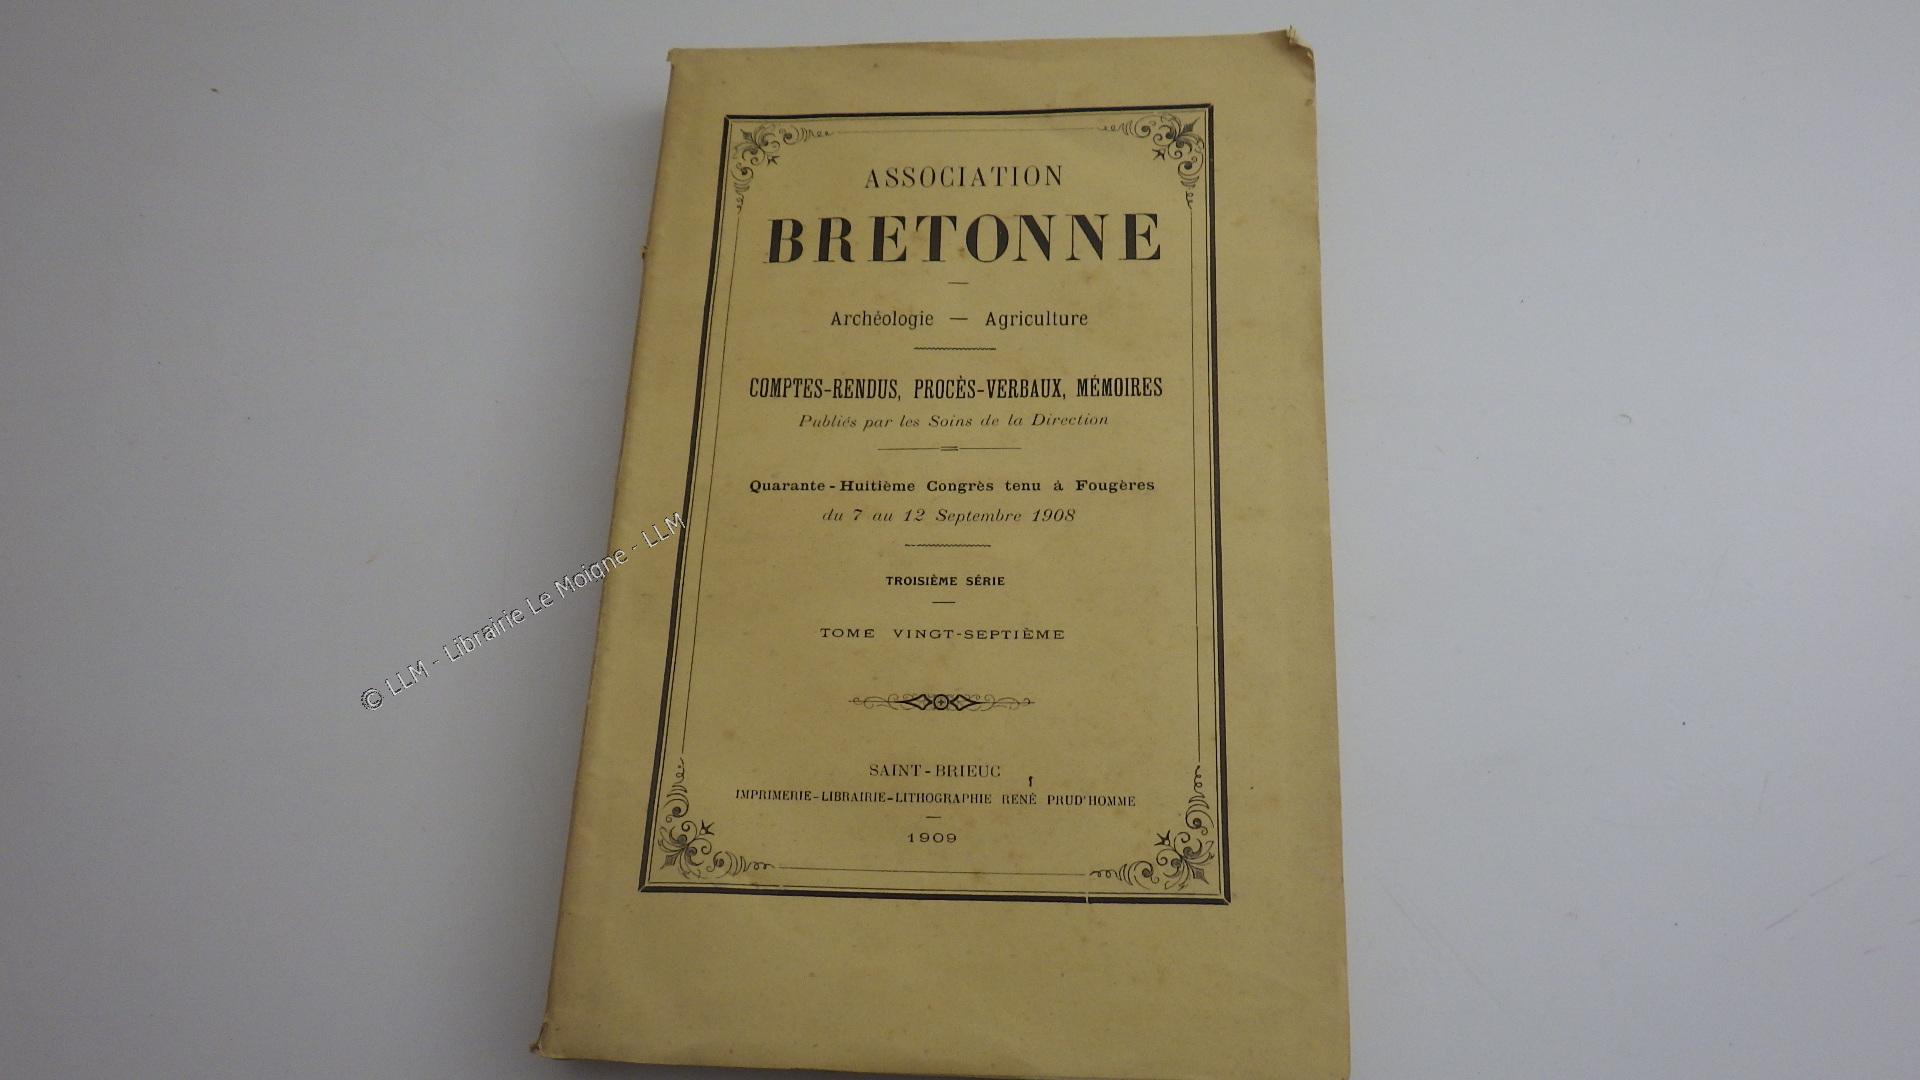 ASSOCIATION
BRETONNE
Archéologie — Agriculture
COMPTES-RENDUS, PROCÈS-VERBAUX, MÉMOIRES
Publiés par les Soins de la Direction
Quarante-Huitième Congrès tenu à Fougères
du 7 au 12 Septembre 1908
TROISIÈME SÉRIE
TOME VINGT-SEPTIÈME
SAINT-BRIEUC
IMPRIMERIE-LIBRAIRIE-LITHOGRAPHIE RENÉ PRUD'HOMME
1909
© LLM - Librairie Le Moigne - LLM